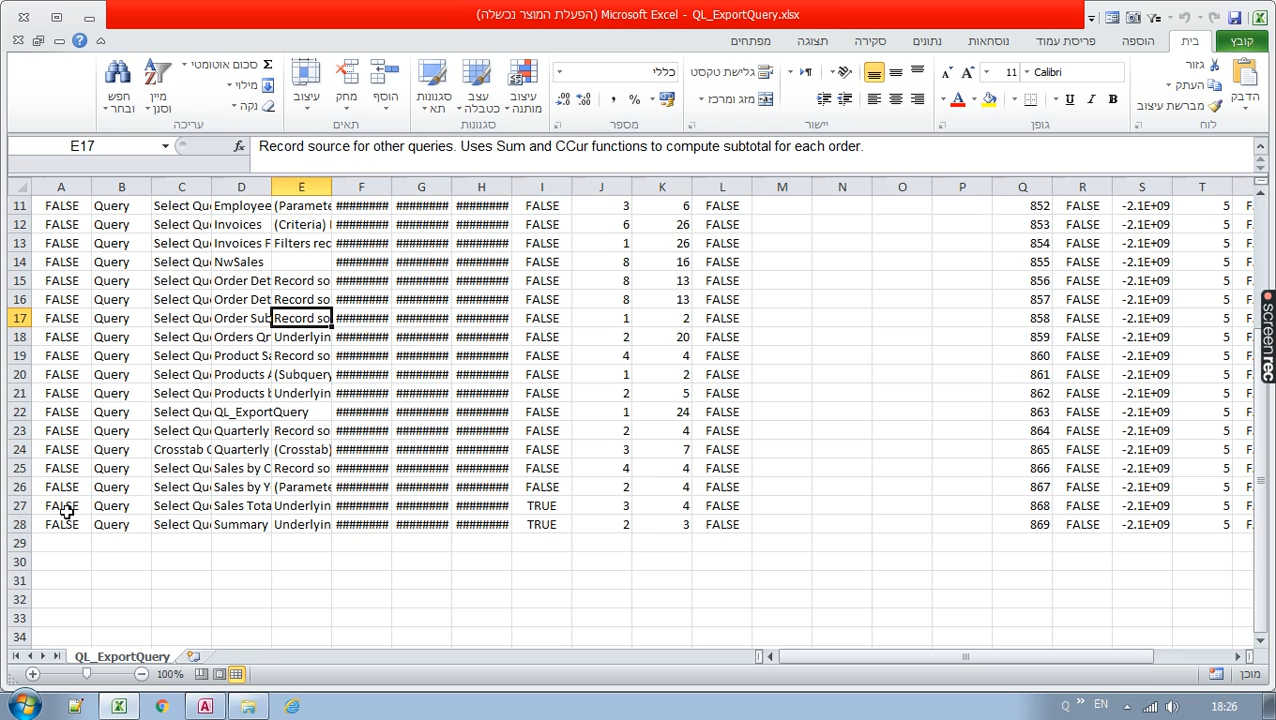 QL_ExportQuery.xlsx - Microsoft Excel (הפעלת המוצר נכשלה)
קובץ בית הוספה פריסת עמוד נוסחאות נתונים סקירה תצוגה מפתחים
הדבק גזור העתק מברשת עיצוב לוח
Calibri 11 גופן
גלישת טקסט מזג ומרכז יישור
כללי מספר
עיצוב מותנה עצב כטבלה סגנונות תא סגנונות
הוסף מחק עיצוב תאים
סכום אוטומטי מילוי נקה מיין וסנן חפש ובחר עריכה
E17 fx Record source for other queries. Uses Sum and CCur functions to compute subtotal for each order.
A B C D E F G H I J K L M N O P Q R S T
11 FALSE Query Select Qu Employee (Paramete ######## ######## ######## FALSE 3 6 FALSE 852 FALSE -2.1E+09 5 F
12 FALSE Query Select Qu Invoices (Criteria) ######## ######## ######## FALSE 6 26 FALSE 853 FALSE -2.1E+09 5 F
13 FALSE Query Select Qu Invoices F Filters rec ######## ######## ######## FALSE 1 26 FALSE 854 FALSE -2.1E+09 5 F
14 FALSE Query Select Qu NwSales ######## ######## ######## FALSE 8 16 FALSE 855 FALSE -2.1E+09 5 F
15 FALSE Query Select Qu Order Det Record so ######## ######## ######## FALSE 8 13 FALSE 856 FALSE -2.1E+09 5 F
16 FALSE Query Select Qu Order Det Record so ######## ######## ######## FALSE 8 13 FALSE 857 FALSE -2.1E+09 5 F
17 FALSE Query Select Qu Order Sub Record so ######## ######## ######## FALSE 1 2 FALSE 858 FALSE -2.1E+09 5 F
18 FALSE Query Select Qu Orders Qr Underlyin ######## ######## ######## FALSE 2 20 FALSE 859 FALSE -2.1E+09 5 F
19 FALSE Query Select Qu Product Sa Record so ######## ######## ######## FALSE 4 4 FALSE 860 FALSE -2.1E+09 5 F
20 FALSE Query Select Qu Products A (Subquery ######## ######## ######## FALSE 1 2 FALSE 861 FALSE -2.1E+09 5 F
21 FALSE Query Select Qu Products b Underlyin ######## ######## ######## FALSE 2 5 FALSE 862 FALSE -2.1E+09 5 F
22 FALSE Query Select Qu QL_ExportQuery ######## ######## ######## FALSE 1 24 FALSE 863 FALSE -2.1E+09 5 F
23 FALSE Query Select Qu Quarterly Record so ######## ######## ######## FALSE 2 4 FALSE 864 FALSE -2.1E+09 5 F
24 FALSE Query Crosstab Q Quarterly (Crosstab) ######## ######## ######## FALSE 3 7 FALSE 865 FALSE -2.1E+09 5 F
25 FALSE Query Select Qu Sales by C Record so ######## ######## ######## FALSE 4 4 FALSE 866 FALSE -2.1E+09 5 F
26 FALSE Query Select Qu Sales by Y (Paramete ######## ######## ######## FALSE 2 4 FALSE 867 FALSE -2.1E+09 5 F
27 FALSE Query Select Qu Sales Tota Underlyin ######## ######## ######## TRUE 3 4 FALSE 868 FALSE -2.1E+09 5 F
28 FALSE Query Select Qu Summary Underlyin ######## ######## ######## TRUE 2 3 FALSE 869 FALSE -2.1E+09 5 F
29
30
31
32
33
34
QL_ExportQuery
100% מוכן
EN 18:26
screenrec